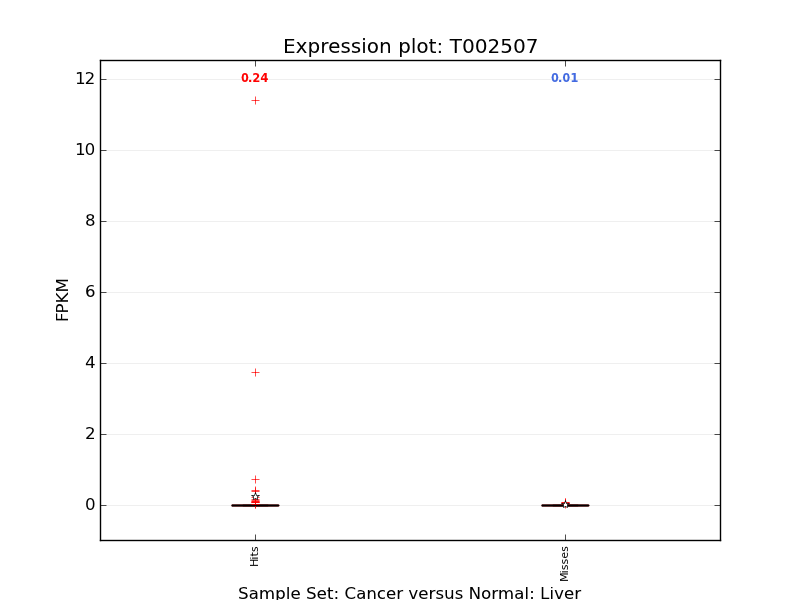 Expression plot: T002507
0.24
0.01
12
10
8
6
4
2
0
FPKM
Hits
Misses
Sample Set: Cancer versus Normal: Liver